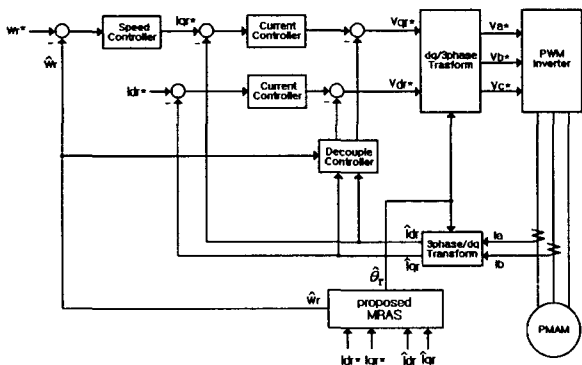 wr*
ŵr
Speed
Controller
Iqr*
Current
Controller
Vqr*
Idr*
Current
Controller
Vdr*
dq/3phase
Trasform
Va*
Vb*
Vc*
PWM
Inverter
Decouple
Controller
îdr
îqr
3phase/dq
Transform
Ia
Ib
θ̂r
ŵr
proposed
MRAS
PMAM
Idr* Iqr* îdr îqr